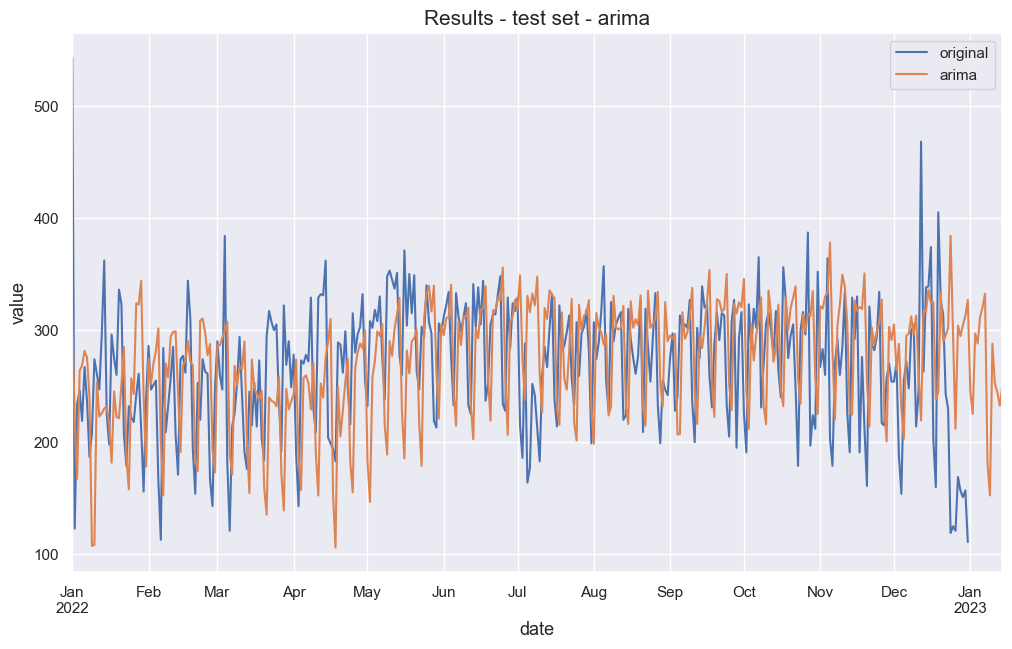 Results - test set - arima
original
arima
value
500
400
300
200
100
Jan Feb Mar Apr May Jun Jul Aug Sep Oct Nov Dec Jan
2022 2023
date